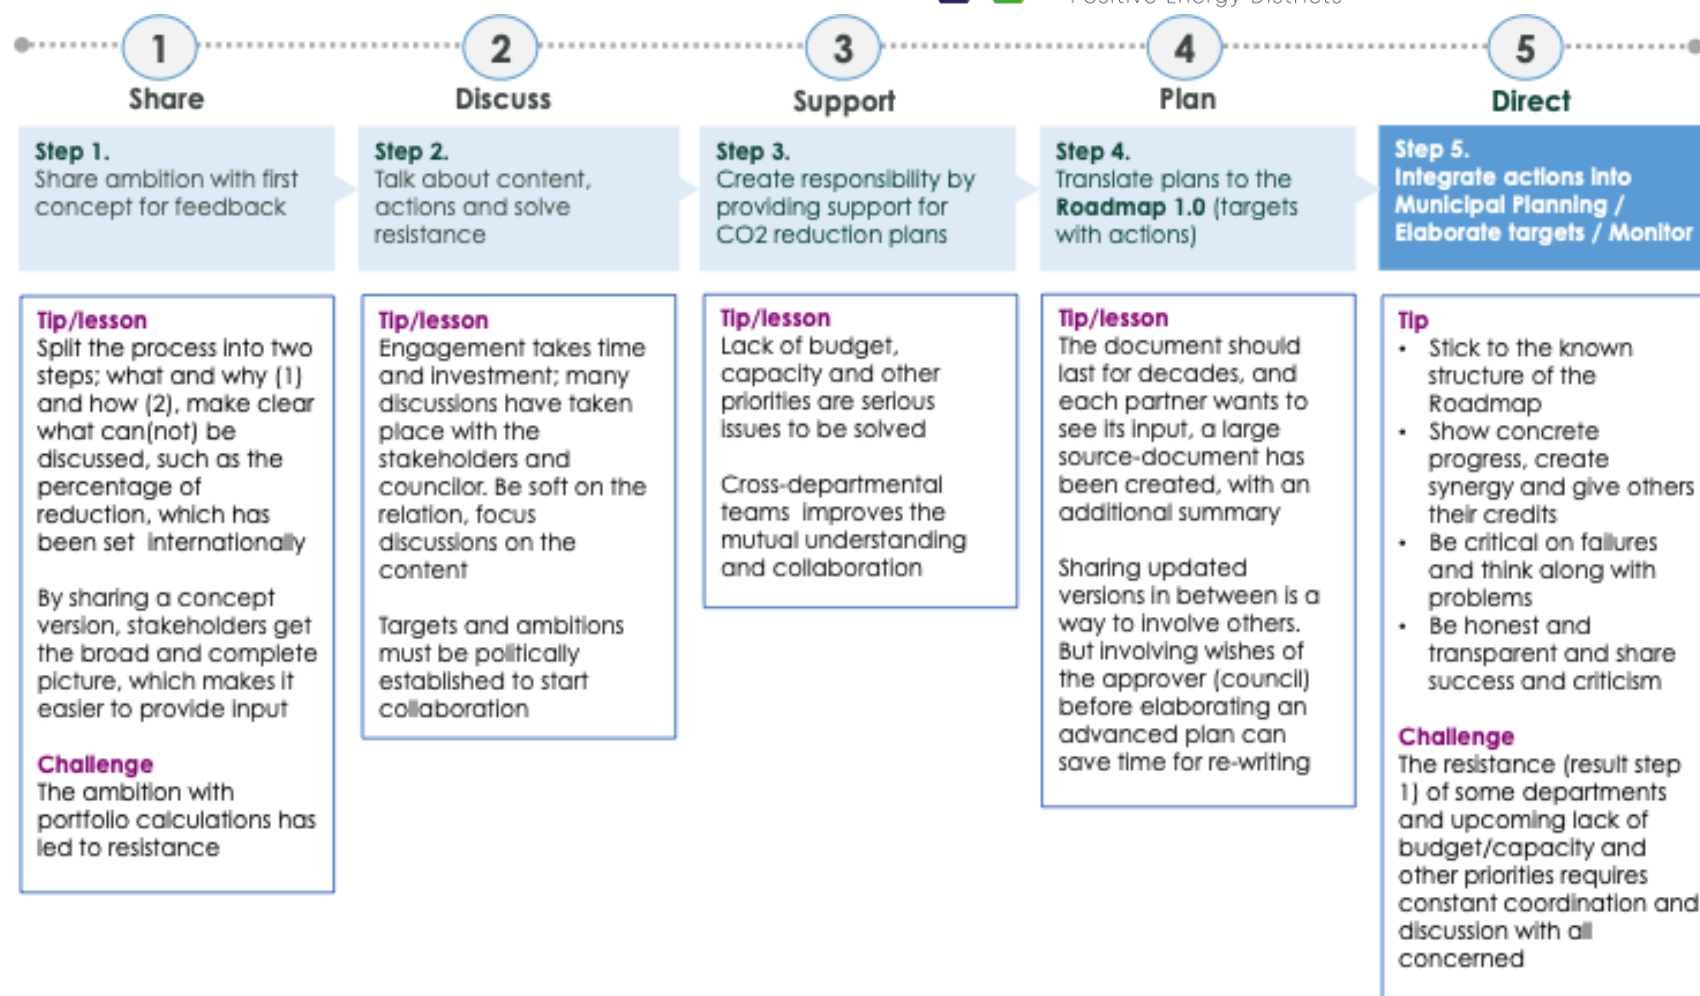 Positive Energy Districts
1
2
3
4
5
Share
Discuss
Support
Plan
Direct
Step 1.
Share ambition with first
concept for feedback
Step 2.
Talk about content,
actions and solve
resistance
Step 3.
Create responsibility by
providing support for
CO2 reduction plans
Step 4.
Translate plans to the
Roadmap 1.0 (targets
with actions)
Step 5.
Integrate actions into
Municipal Planning /
Elaborate targets / Monitor
Tip/lesson
Split the process into two
steps; what and why (1)
and how (2), make clear
what can(not) be
discussed, such as the
percentage of
reduction, which has
been set internationally
By sharing a concept
version, stakeholders get
the broad and complete
picture, which makes it
easier to provide input
Challenge
The ambition with
portfolio calculations has
led to resistance
Tip/lesson
Engagement takes time
and investment; many
discussions have taken
place with the
stakeholders and
councilor. Be soft on the
relation, focus
discussions on the
content
Targets and ambitions
must be politically
established to start
collaboration
Tip/lesson
Lack of budget,
capacity and other
priorities are serious
issues to be solved
Cross-departmental
teams improves the
mutual understanding
and collaboration
Tip/lesson
The document should
last for decades, and
each partner wants to
see its input, a large
source-document has
been created, with an
additional summary
Sharing updated
versions in between is a
way to involve others.
But involving wishes of
the approver (council)
before elaborating an
advanced plan can
save time for re-writing
Tip
• Stick to the known
structure of the
Roadmap
• Show concrete
progress, create
synergy and give others
their credits
• Be critical on failures
and think along with
problems
• Be honest and
transparent and share
success and criticism
Challenge
The resistance (result step
1) of some departments
and upcoming lack of
budget/capacity and
other priorities requires
constant coordination and
discussion with all
concerned